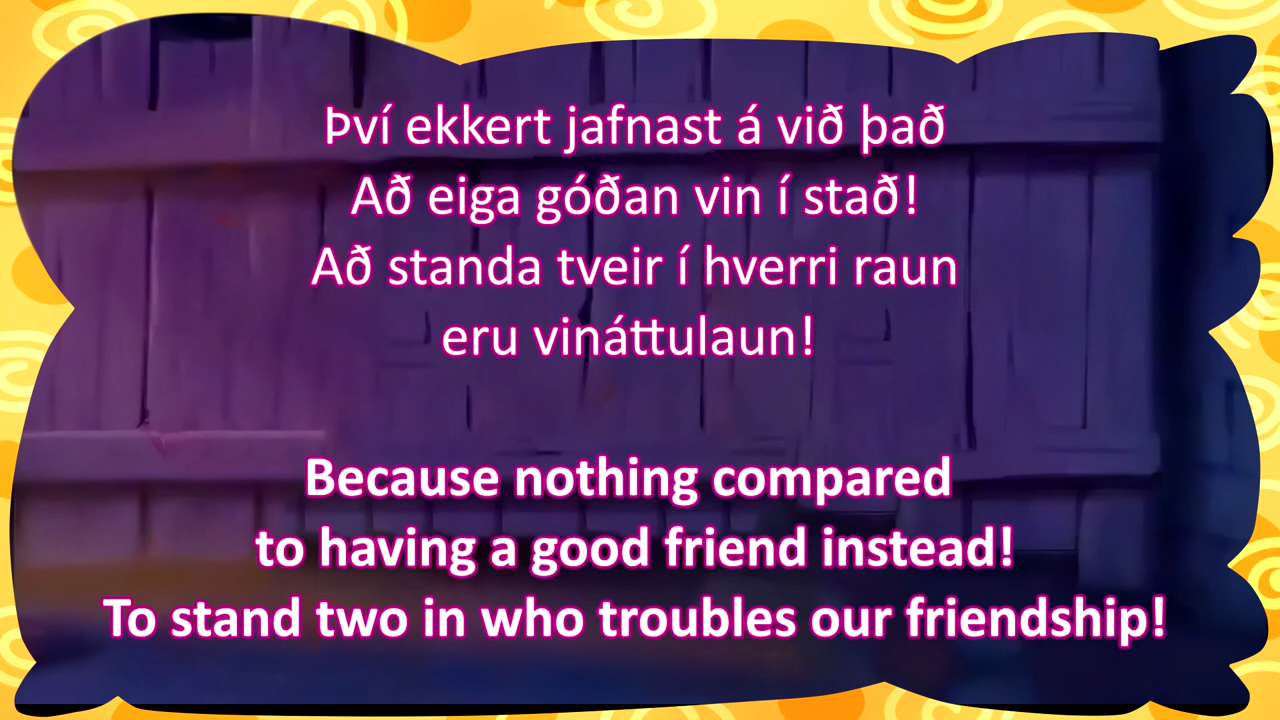 Því ekkert jafnast á við það
Að eiga góðan vin í stað!
Að standa tveir í hverri raun
eru vináttulaun!
Because nothing compared
to having a good friend instead!
To stand two in who troubles our friendship!